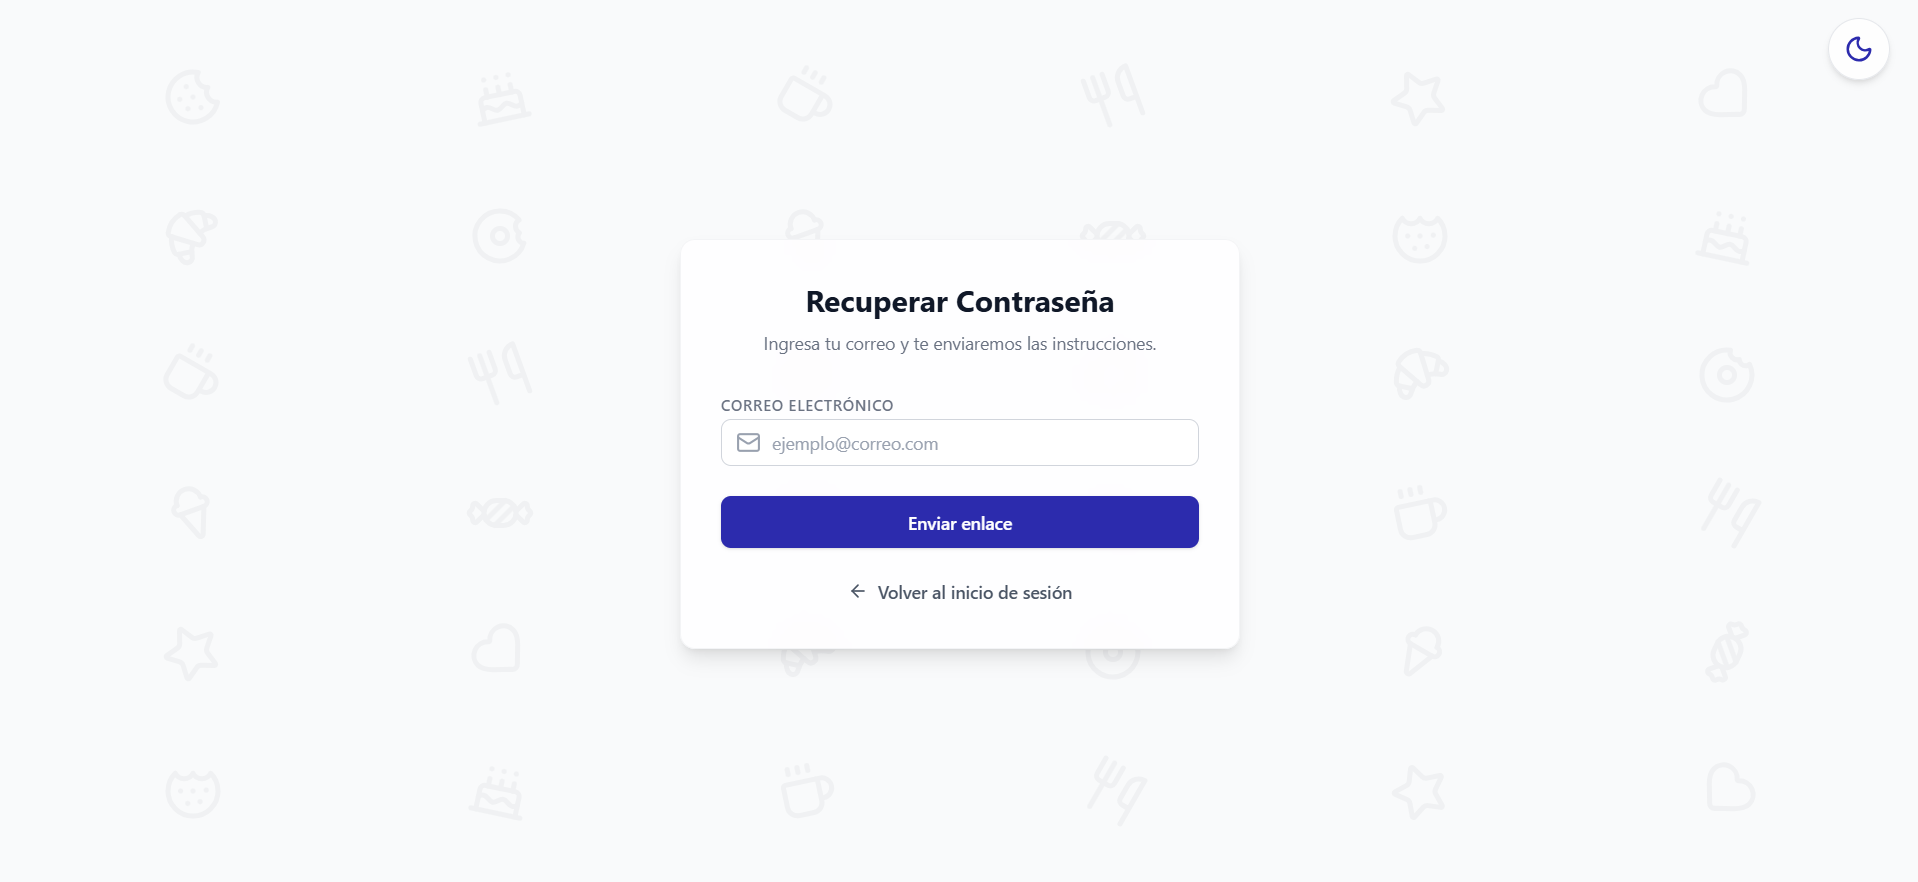 Recuperar Contraseña
Ingresa tu correo y te enviaremos las instrucciones.
CORREO ELECTRÓNICO
ejemplo@correo.com
Enviar enlace
Volver al inicio de sesión